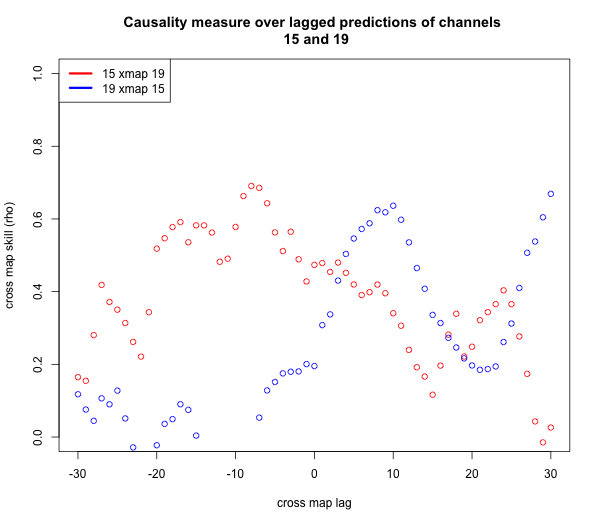 Causality measure over lagged predictions of channels
15 and 19
15 xmap 19
19 xmap 15
cross map skill (rho)
1.0
0.8
0.6
0.4
0.2
0.0
-30 -20 -10 0 10 20 30
cross map lag